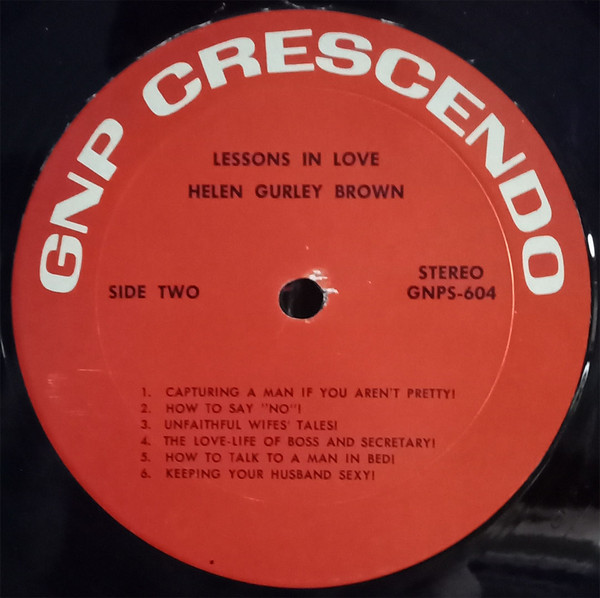 GNP CRESCENDO
LESSONS IN LOVE
HELEN GURLEY BROWN
SIDE TWO
STEREO
GNPS-604
1. CAPTURING A MAN IF YOU AREN'T PRETTY!
2. HOW TO SAY "NO"!
3. UNFAITHFUL WIFES' TALES!
4. THE LOVE-LIFE OF BOSS AND SECRETARY!
5. HOW TO TALK TO A MAN IN BED!
6. KEEPING YOUR HUSBAND SEXY!